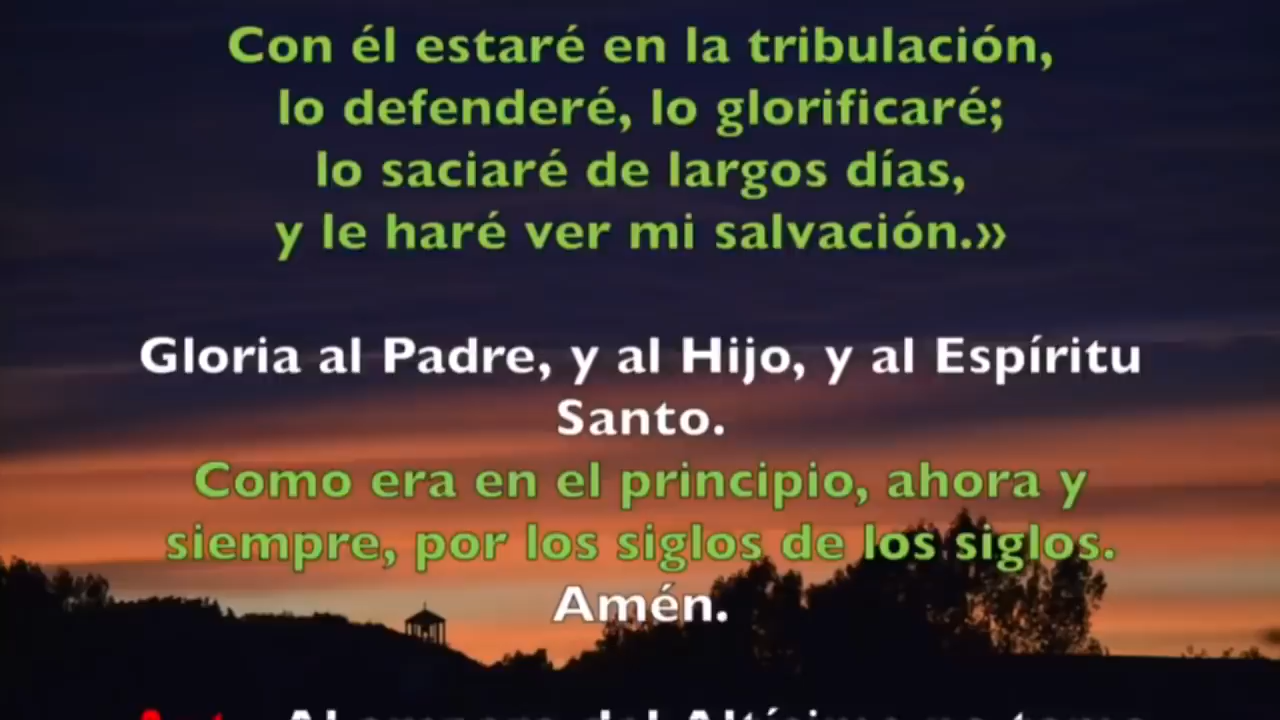 Con él estaré en la tribulación,
lo defenderé, lo glorificaré;
lo saciaré de largos días,
y le haré ver mi salvación.»
Gloria al Padre, y al Hijo, y al Espíritu
Santo.
Como era en el principio, ahora y
siempre, por los siglos de los siglos.
Amén.